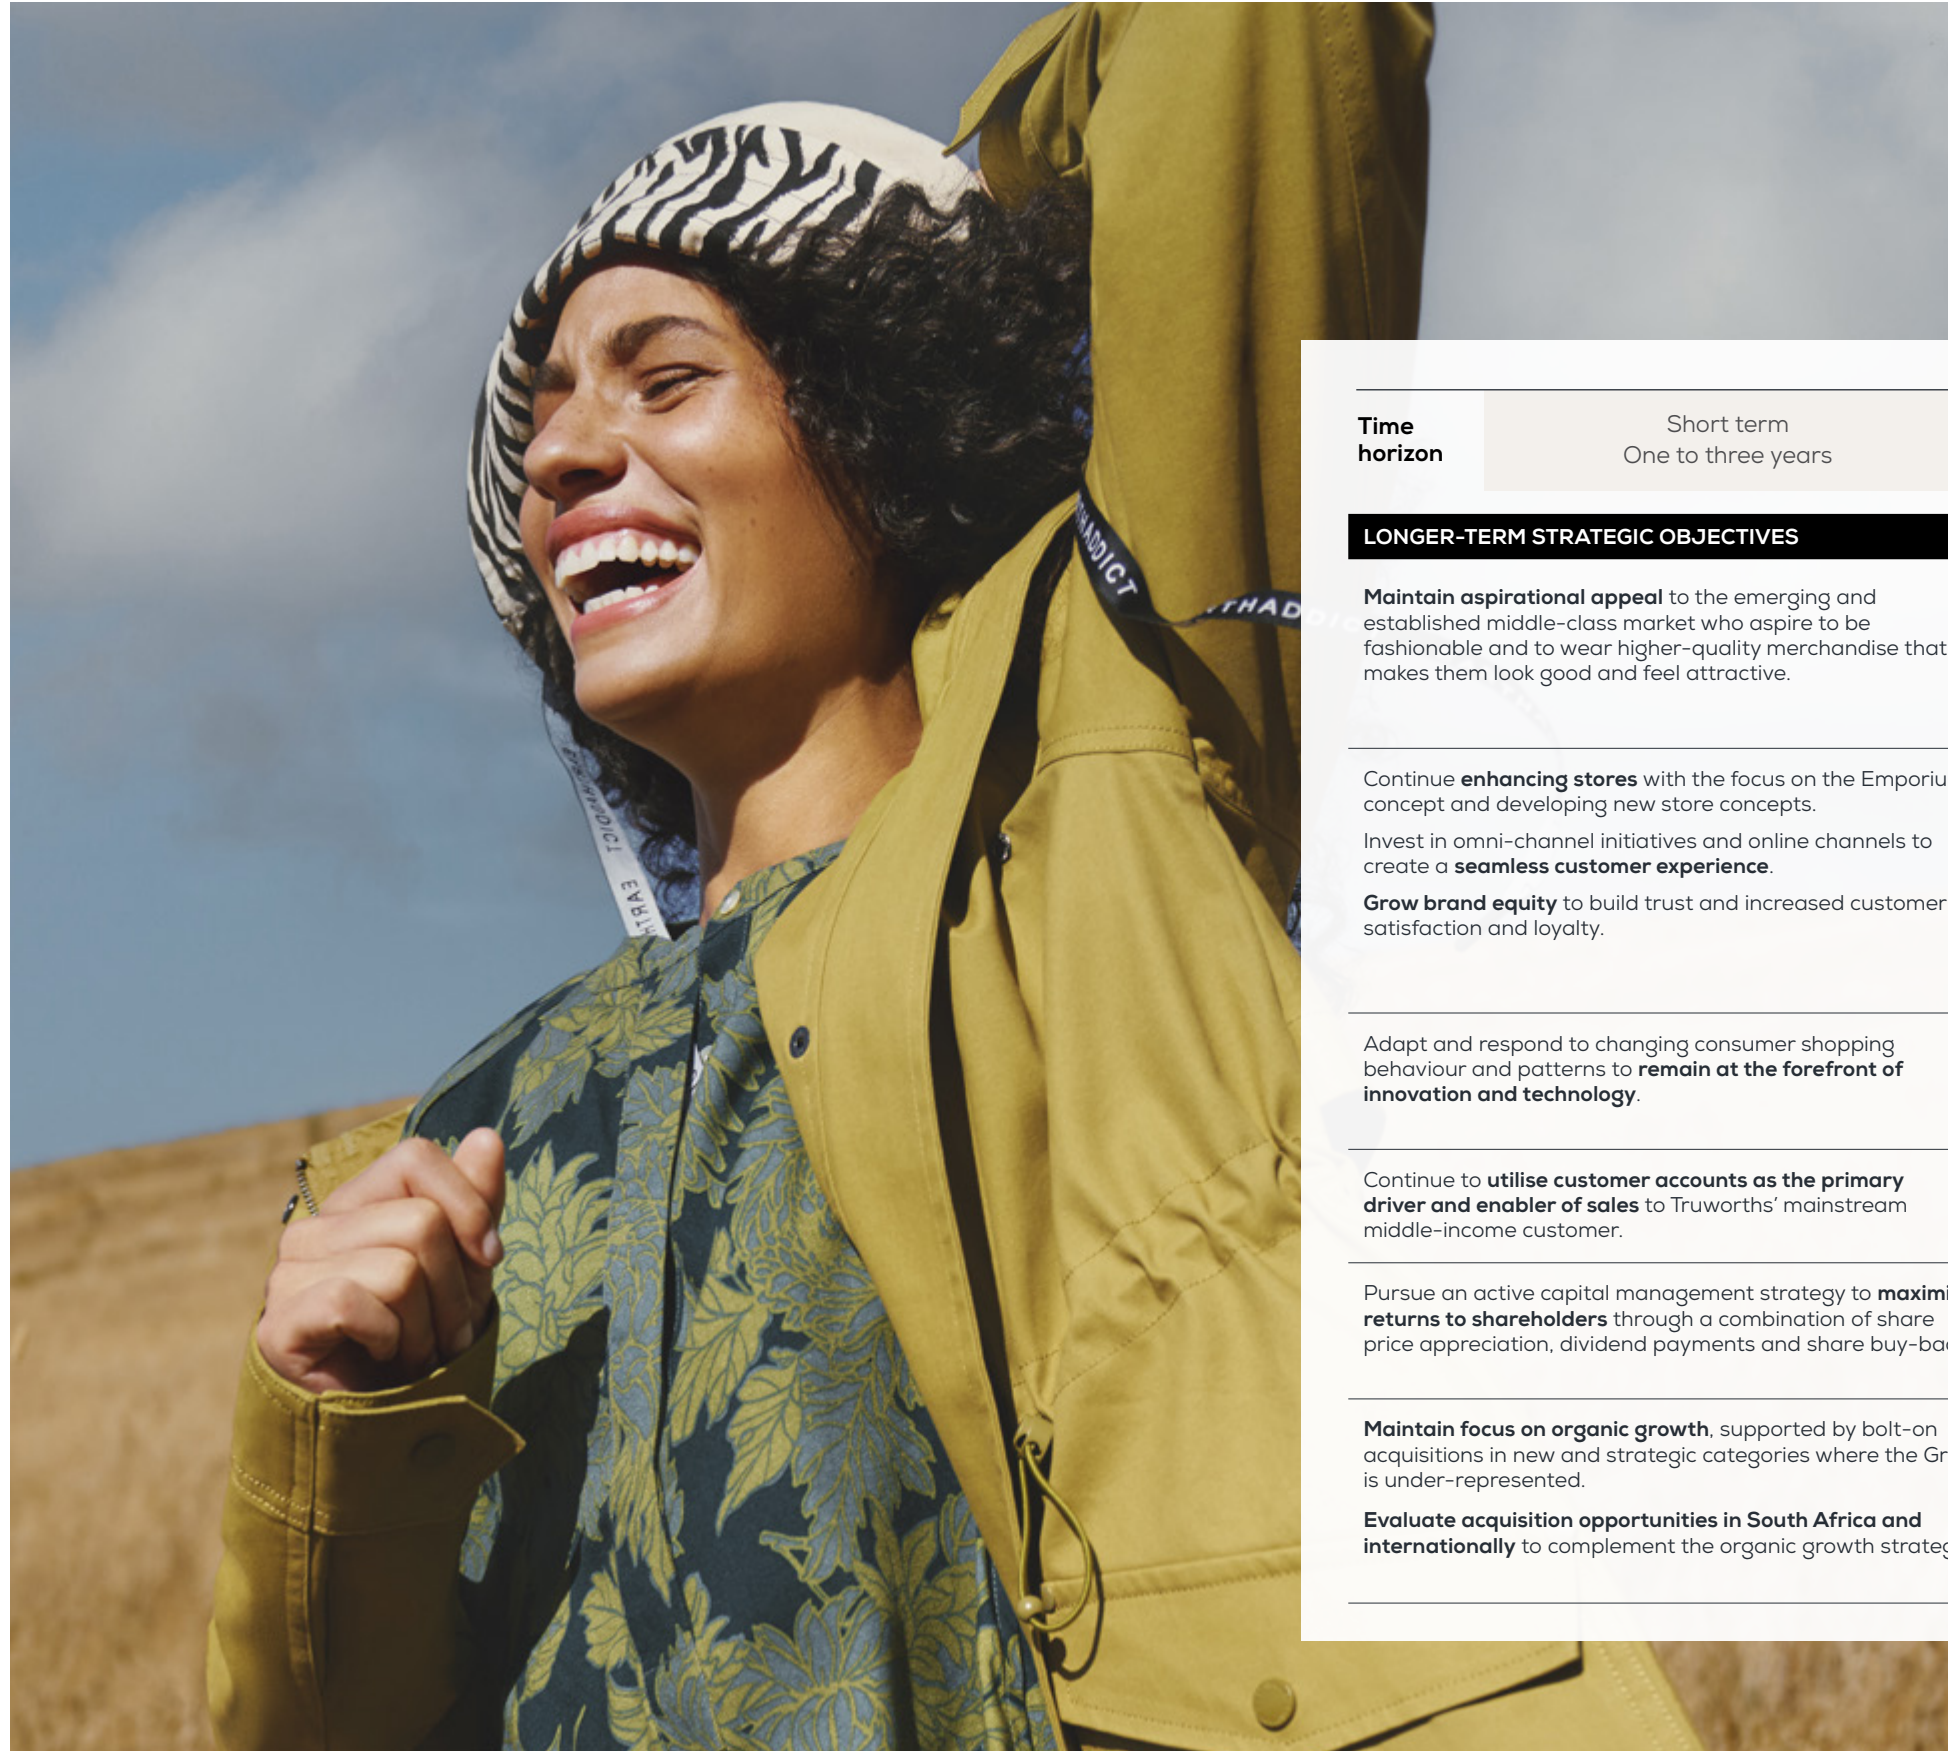 Time
horizon
Short term
One to three years
LONGER-TERM STRATEGIC OBJECTIVES
Maintain aspirational appeal to the emerging and
established middle-class market who aspire to be
fashionable and to wear higher-quality merchandise that
makes them look good and feel attractive.
Continue enhancing stores with the focus on the Emporiu
concept and developing new store concepts.
Invest in omni-channel initiatives and online channels to
create a seamless customer experience.
Grow brand equity to build trust and increased customer
satisfaction and loyalty.
Adapt and respond to changing consumer shopping
behaviour and patterns to remain at the forefront of
innovation and technology.
Continue to utilise customer accounts as the primary
driver and enabler of sales to Truworths’ mainstream
middle-income customer.
Pursue an active capital management strategy to maximi
returns to shareholders through a combination of share
price appreciation, dividend payments and share buy-ba
Maintain focus on organic growth, supported by bolt-on
acquisitions in new and strategic categories where the Gr
is under-represented.
Evaluate acquisition opportunities in South Africa and
internationally to complement the organic growth strateg
THADDICT
THADDIC
EARTHADDICT